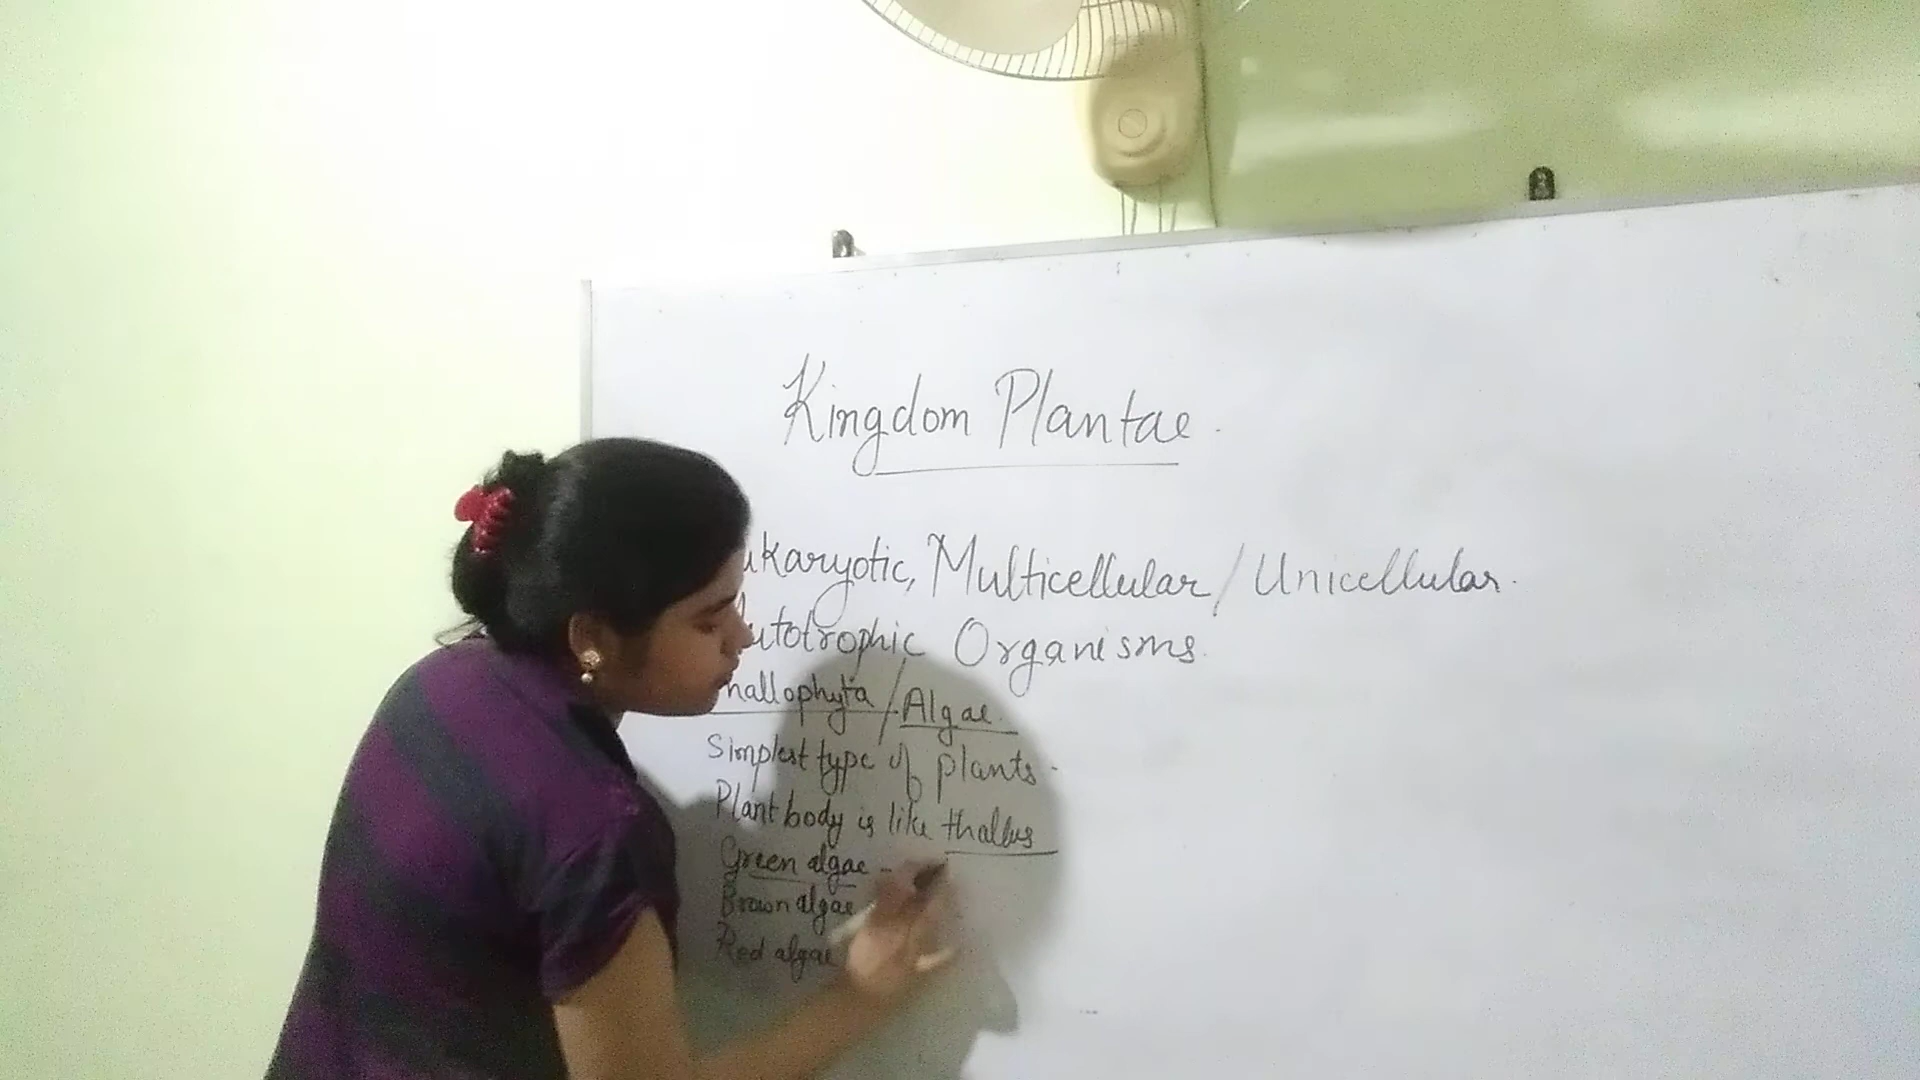 Kingdom Plantae.
ukaryotic, Multicellular / Unicellular.
utotrophic Organisms.
hallophyta / Algae.
Simplest type of plants.
Plant body is like thallus
Green algae -
Brown algae
Red algae